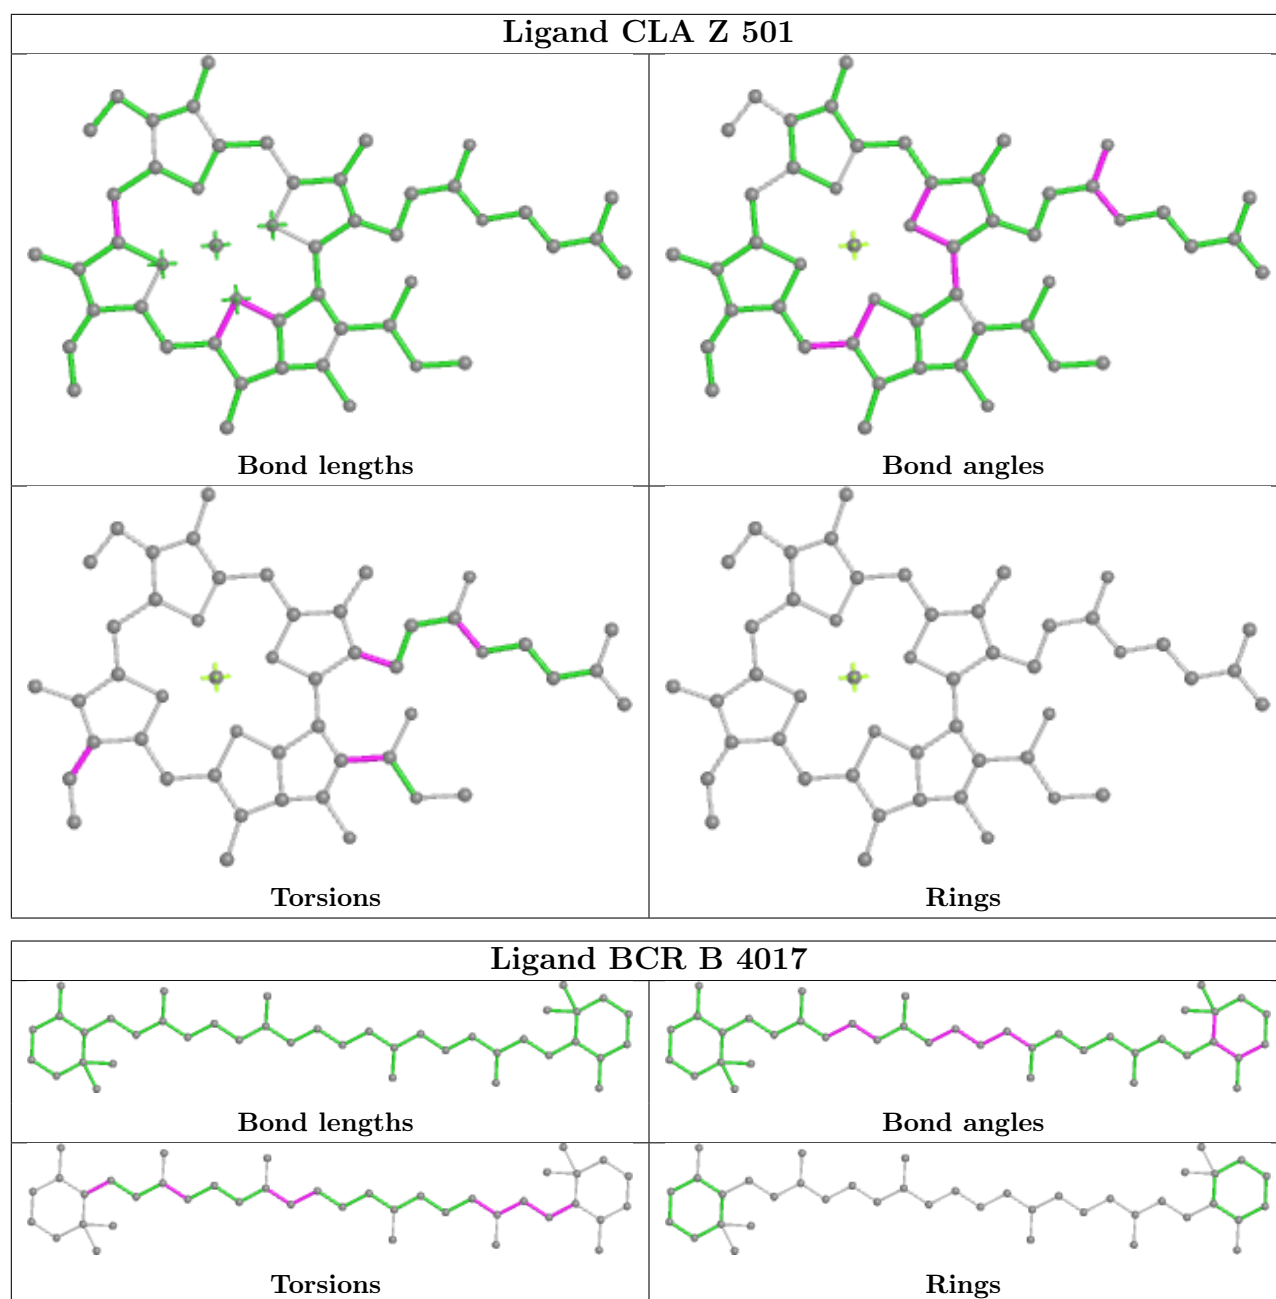 Ligand CLA Z 501
Bond lengths
Bond angles
Torsions
Rings
Ligand BCR B 4017
Bond lengths
Bond angles
Torsions
Rings